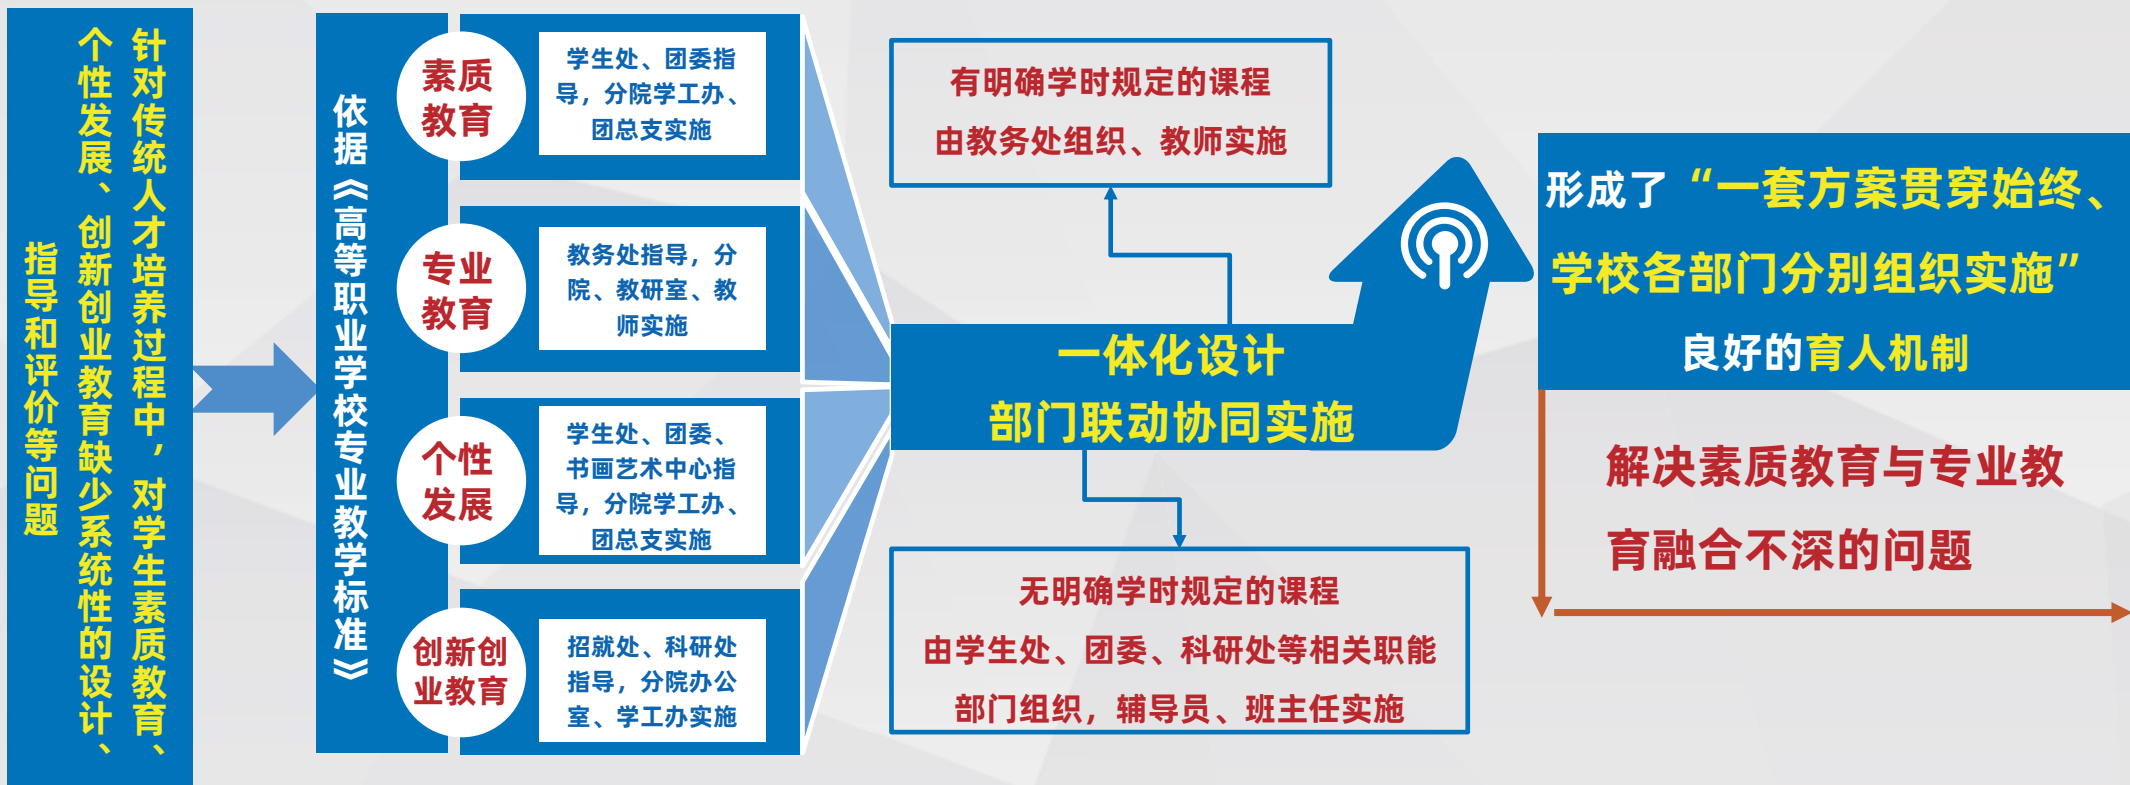 针对传统人才培养过程中，对学生素质教育、
个性发展、创新创业教育缺少系统性的设计、
指导和评价等问题
依据《高等职业学校专业教学标准》
素质
教育
学生处、团委指
导，分院学工办、
团总支实施
专业
教育
教务处指导，分
院、教研室、教
师实施
个性
发展
学生处、团委、
书画艺术中心指
导，分院学工办、
团总支实施
创新创
业教育
招就处、科研处
指导，分院办公
室、学工办实施
有明确学时规定的课程
由教务处组织、教师实施
一体化设计
部门联动协同实施
无明确学时规定的课程
由学生处、团委、科研处等相关职能
部门组织，辅导员、班主任实施
形成了“一套方案贯穿始终、
学校各部门分别组织实施”
良好的育人机制
解决素质教育与专业教
育融合不深的问题